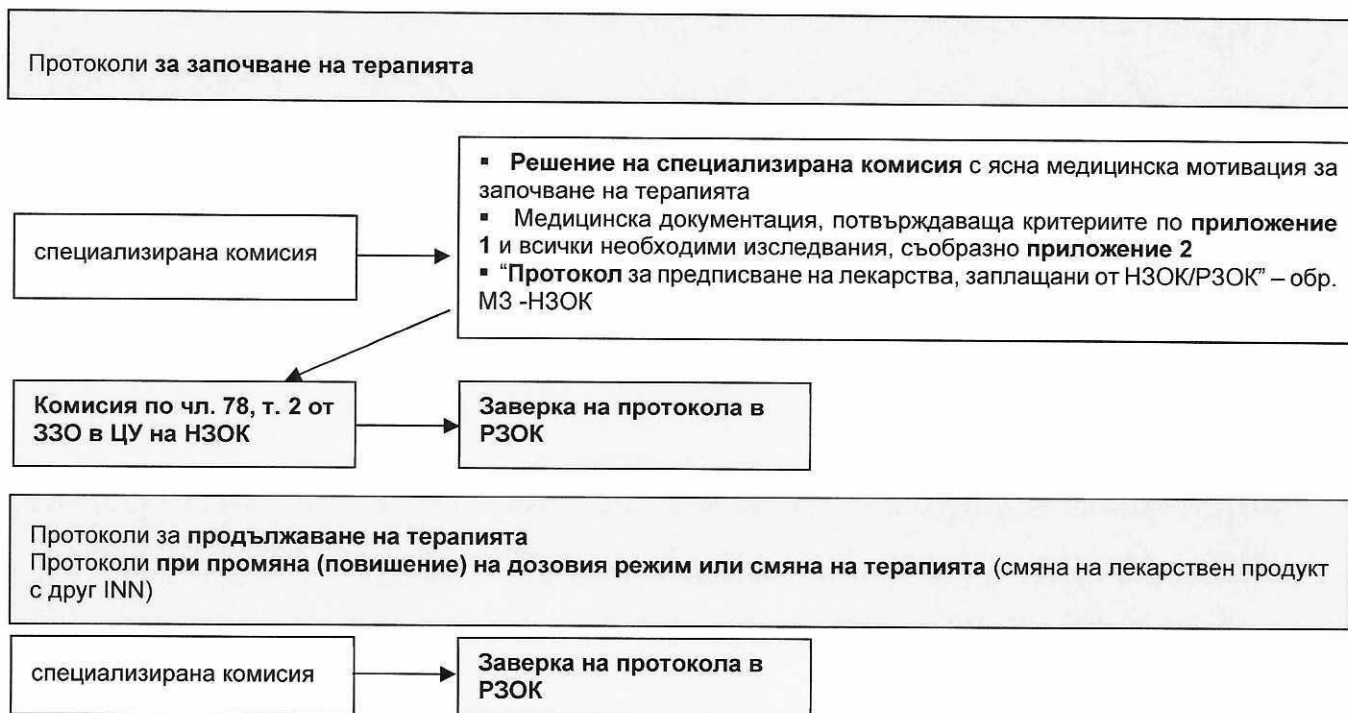 Протоколи за започване на терапията
специализирана комисия
▪ Решение на специализирана комисия с ясна медицинска мотивация за
започване на терапията
▪ Медицинска документация, потвърждаваща критериите по приложение
1 и всички необходими изследвания, съобразно приложение 2
▪ “Протокол за предписване на лекарства, заплащани от НЗОК/РЗОК” – обр.
МЗ -НЗОК
Комисия по чл. 78, т. 2 от
ЗЗО в ЦУ на НЗОК
Заверка на протокола в
РЗОК
Протоколи за продължаване на терапията
Протоколи при промяна (повишение) на дозовия режим или смяна на терапията (смяна на лекарствен продукт
с друг INN)
специализирана комисия
Заверка на протокола в
РЗОК